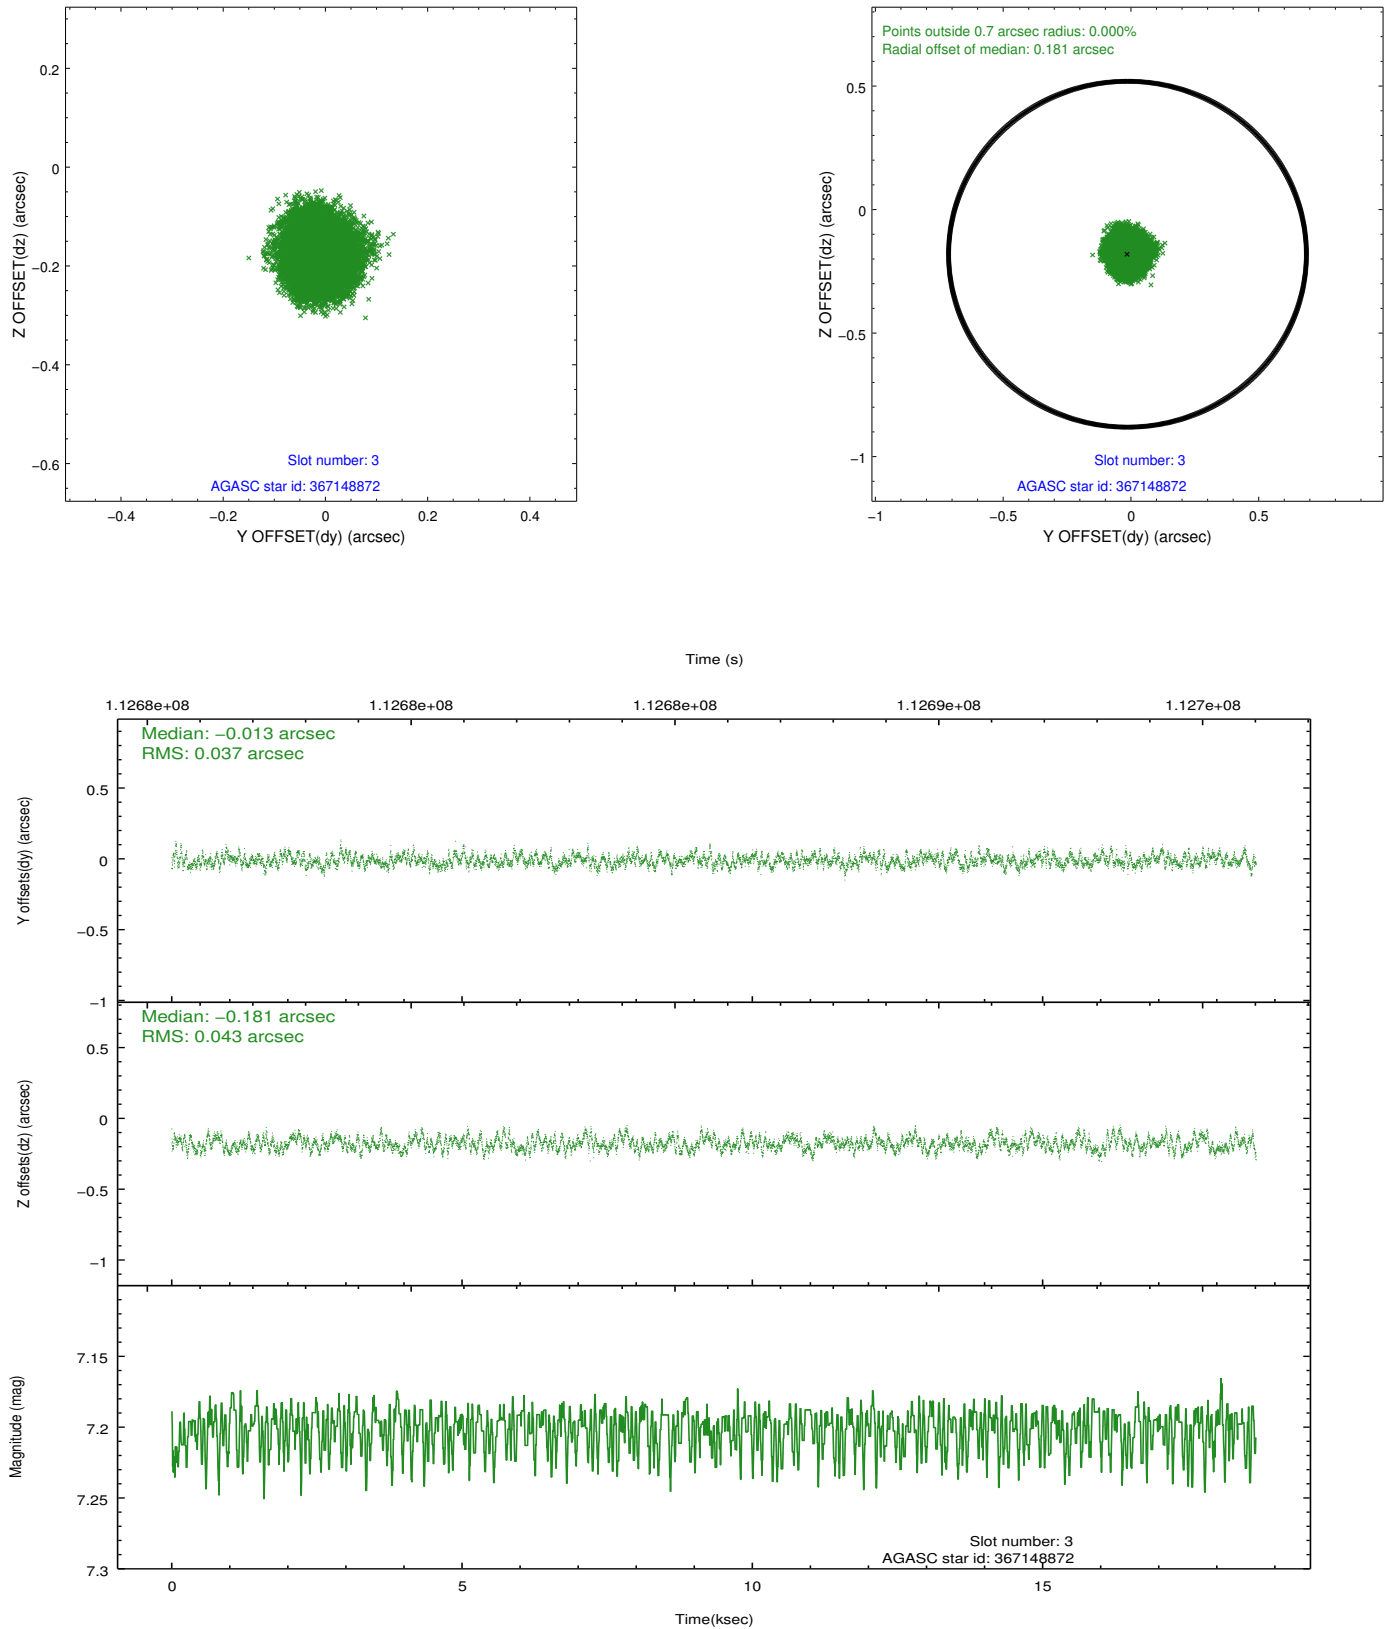 0.2
0
−0.2
−0.4
−0.6
Z OFFSET(dz) (arcsec)
Slot number: 3
AGASC star id: 367148872
−0.4
−0.2
0
0.2
0.4
Y OFFSET(dy) (arcsec)
Points outside 0.7 arcsec radius: 0.000%
Radial offset of median: 0.181 arcsec
0.5
0
−0.5
−1
Z OFFSET(dz) (arcsec)
Slot number: 3
AGASC star id: 367148872
−1
−0.5
0
0.5
Y OFFSET(dy) (arcsec)
Time (s)
1.1268e+08
1.1268e+08
1.1268e+08
1.1269e+08
1.127e+08
Median: −0.013 arcsec
RMS: 0.037 arcsec
0.5
0
−0.5
−1
Y offsets(dy) (arcsec)
Median: −0.181 arcsec
RMS: 0.043 arcsec
0.5
0
−0.5
−1
Z offsets(dz) (arcsec)
7.15
7.2
7.25
7.3
Magnitude (mag)
Slot number: 3
AGASC star id: 367148872
0
5
10
15
Time(ksec)